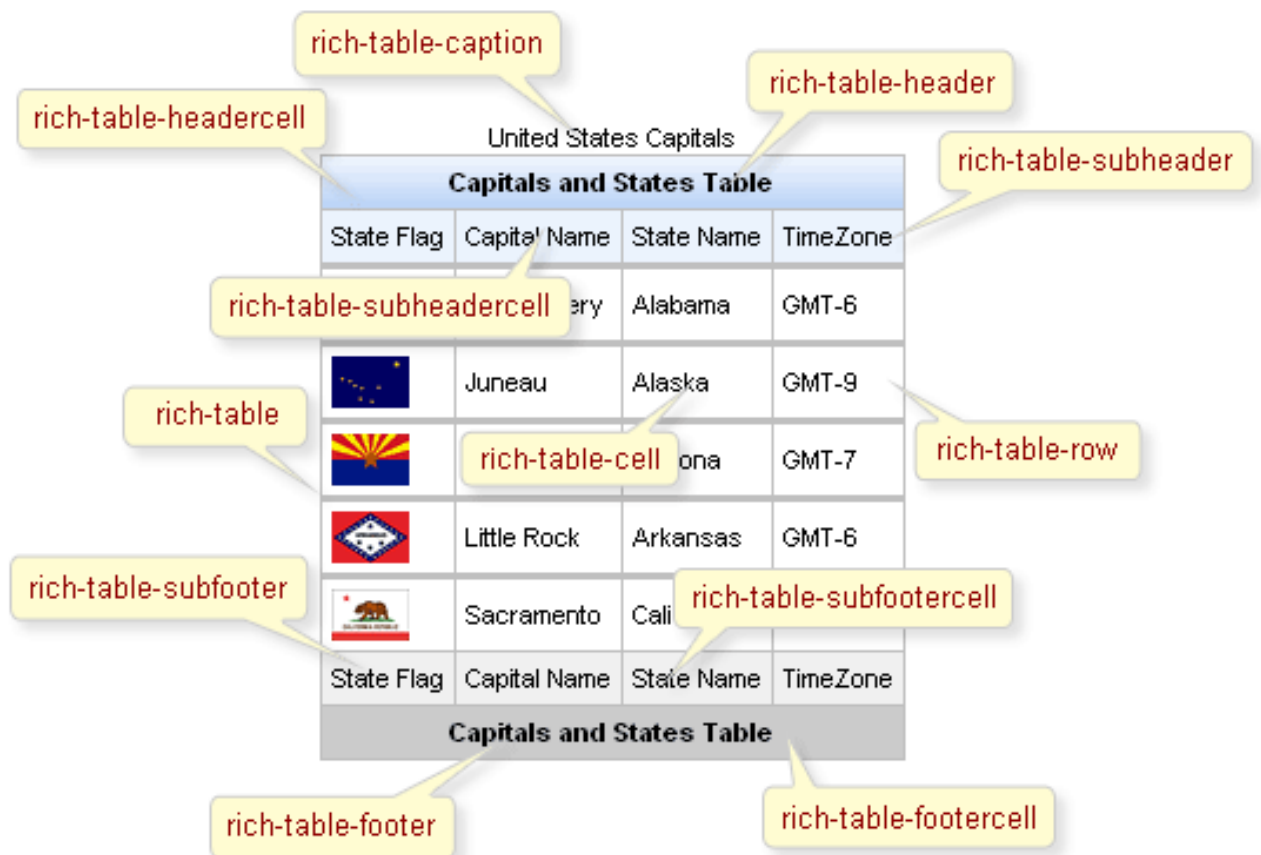 rich-table-caption
rich-table-header
rich-table-headercell
United States Capitals
rich-table-subheader
Capitals and States Table
State Flag Capital Name State Name TimeZone
rich-table-subheadercell
ery Alabama GMT-6
Juneau Alaska GMT-9
rich-table
rich-table-cell
ona GMT-7
rich-table-row
Little Rock Arkansas GMT-6
rich-table-subfooter
rich-table-subfootercell
Sacramento Cali
State Flag Capital Name State Name TimeZone
Capitals and States Table
rich-table-footer
rich-table-footercell